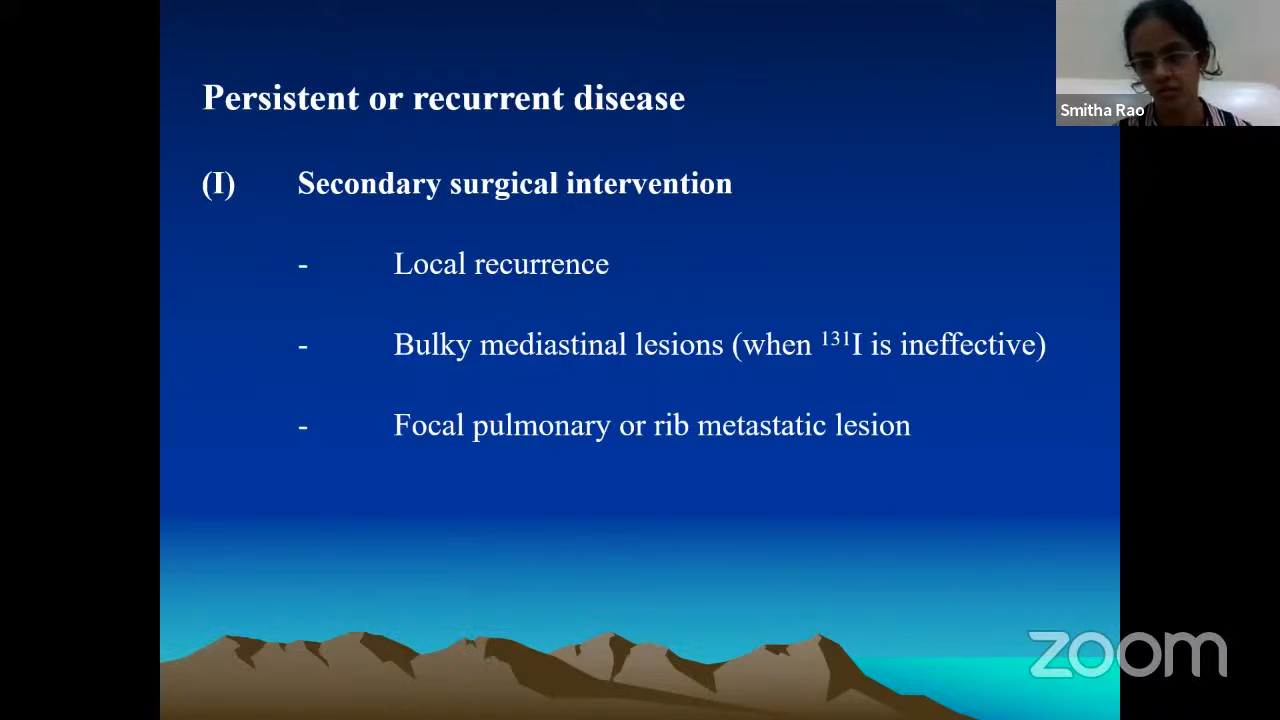 Persistent or recurrent disease
(I) Secondary surgical intervention
- Local recurrence
- Bulky mediastinal lesions (when ¹³¹I is ineffective)
- Focal pulmonary or rib metastatic lesion
Smitha Rao
zoom